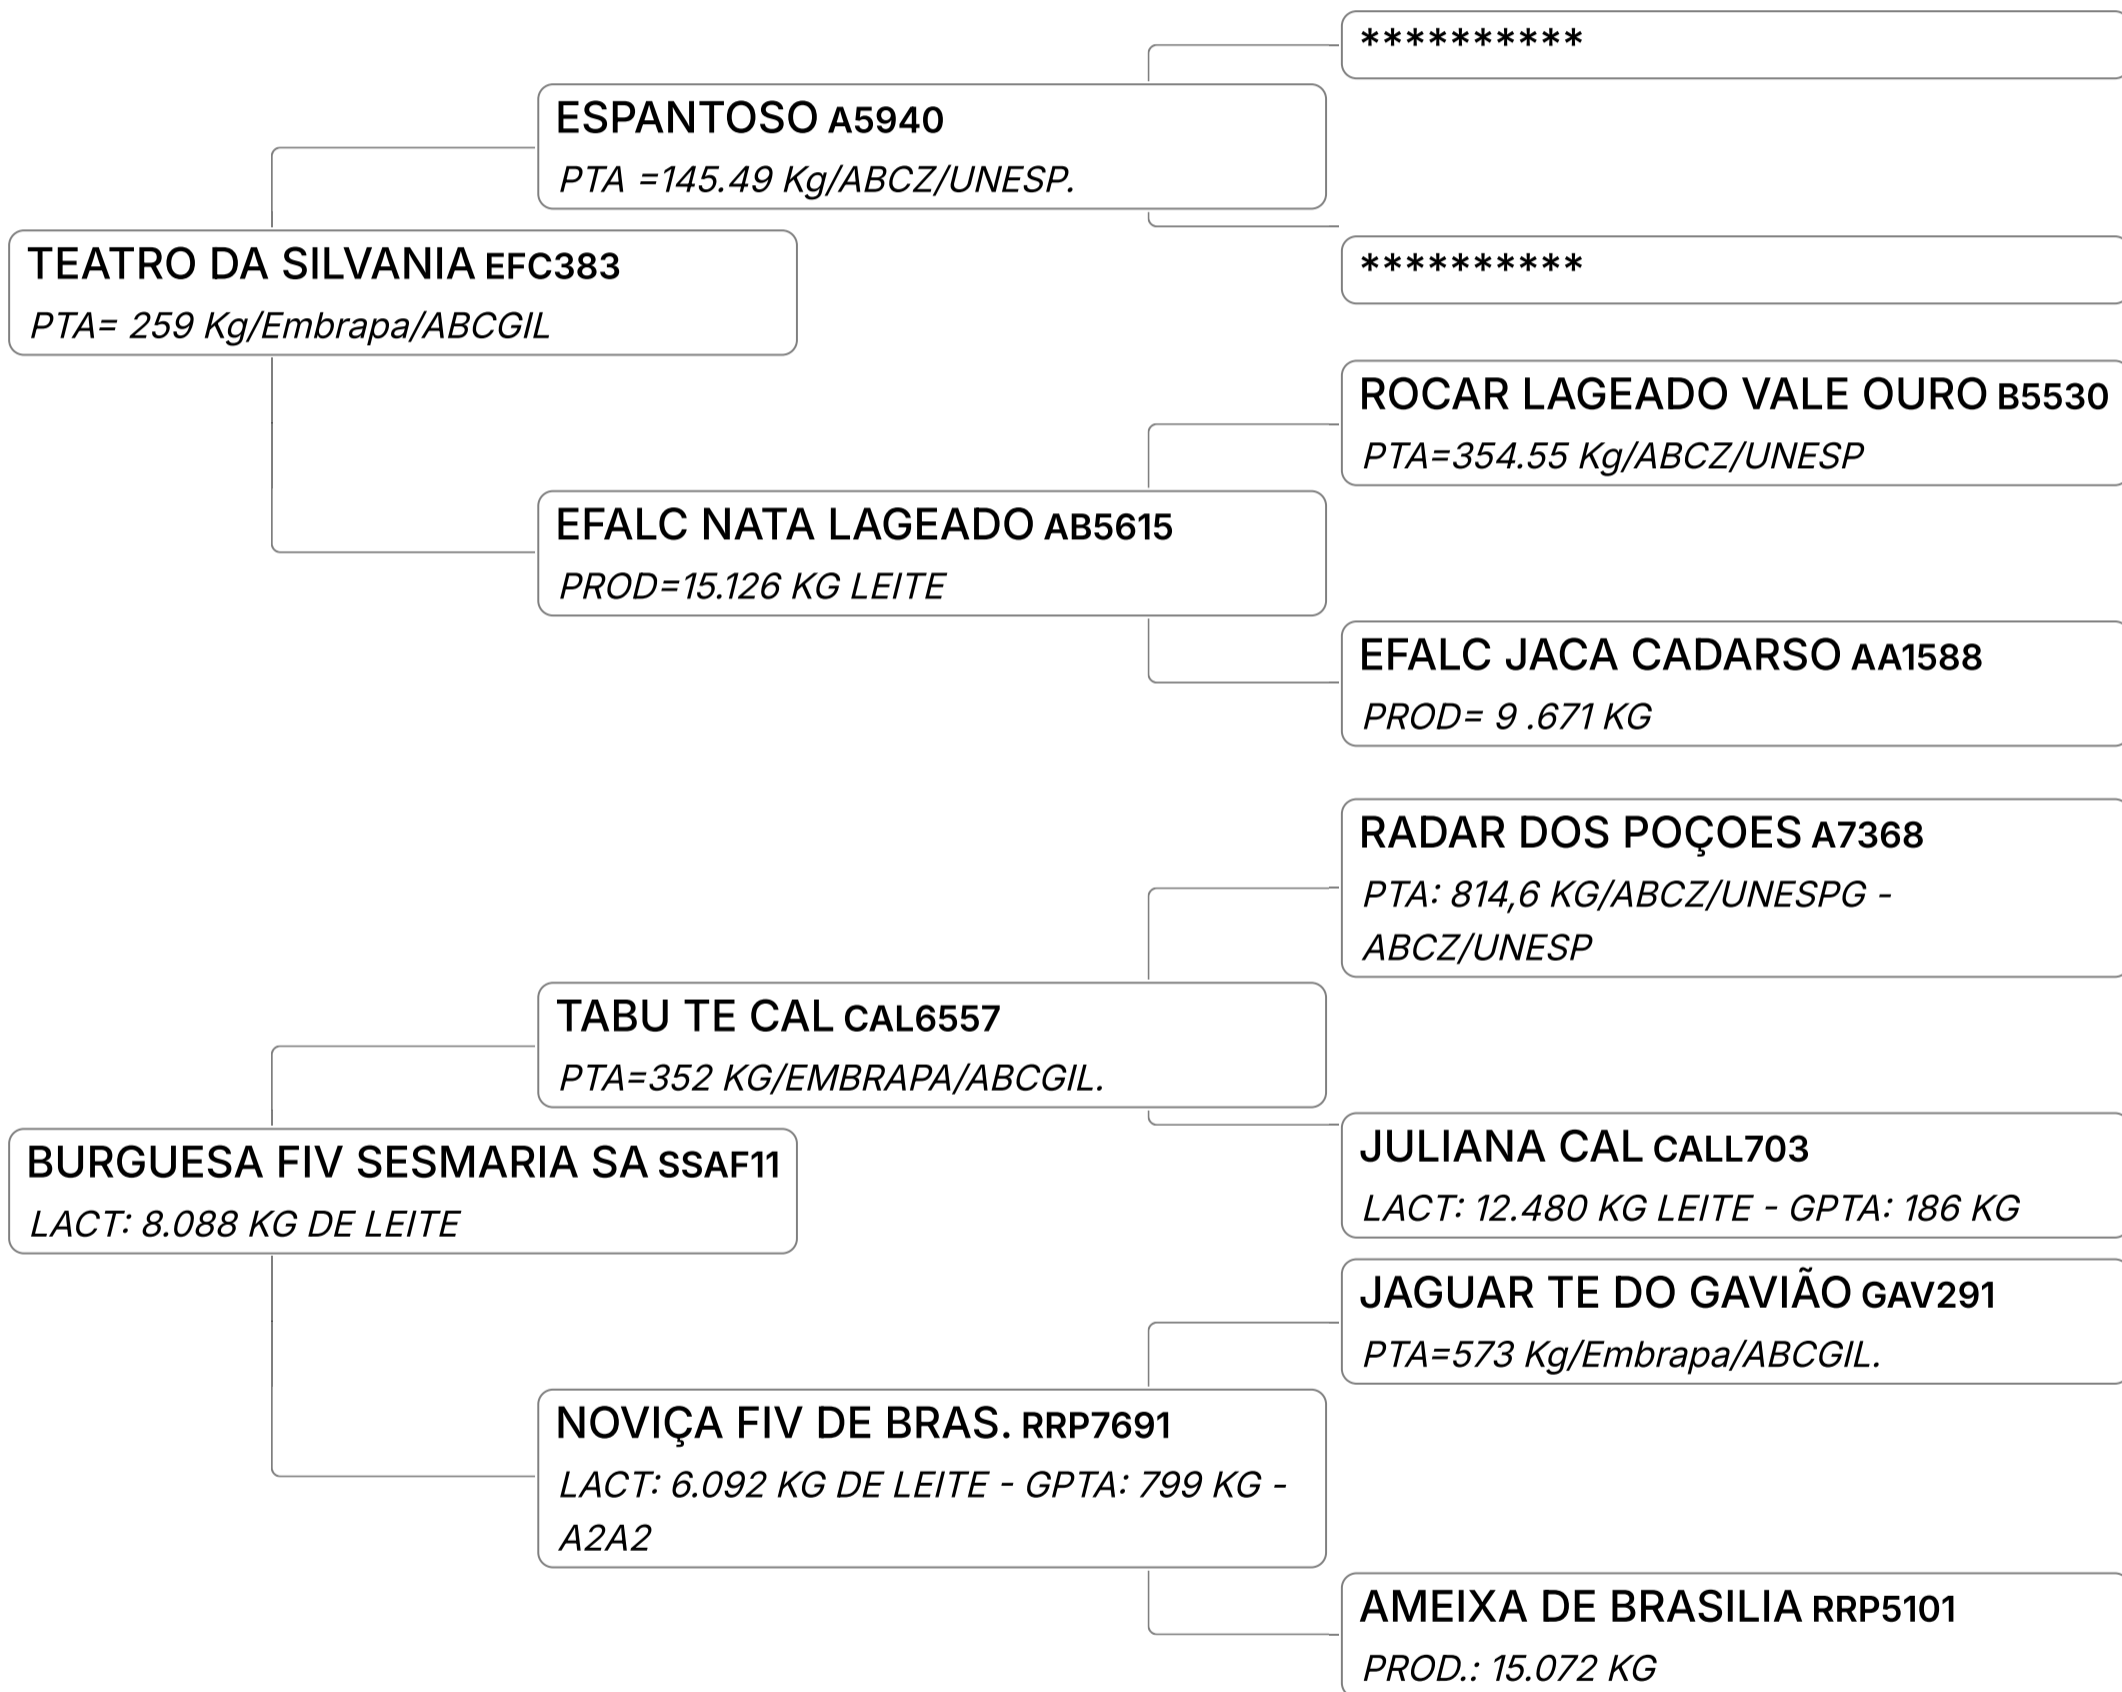 **********
ESPANTOSO A5940
PTA =145.49 Kg/ABCZ/UNESP.
TEATRO DA SILVANIA EFC383
PTA= 259 Kg/Embrapa/ABCGIL
**********
ROCAR LAGEADO VALE OURO B5530
PTA=354.55 Kg/ABCZ/UNESP
EFALC NATA LAGEADO AB5615
PROD=15.126 KG LEITE
EFALC JACA CADARSO AA1588
PROD= 9 .671 KG
RADAR DOS POÇOES A7368
PTA: 814,6 KG/ABCZ/UNESPG -
ABCZ/UNESP
TABU TE CAL CAL6557
PTA=352 KG/EMBRAPA/ABCGIL.
BURGUESA FIV SESMARIA SA SSAF11
LACT: 8.088 KG DE LEITE
JULIANA CAL CALL703
LACT: 12.480 KG LEITE - GPTA: 186 KG
JAGUAR TE DO GAVIÃO GAV291
PTA=573 Kg/Embrapa/ABCGIL.
NOVIÇA FIV DE BRAS. RRP7691
LACT: 6.092 KG DE LEITE - GPTA: 799 KG -
A2A2
AMEIXA DE BRASILIA RRP5101
PROD.: 15.072 KG